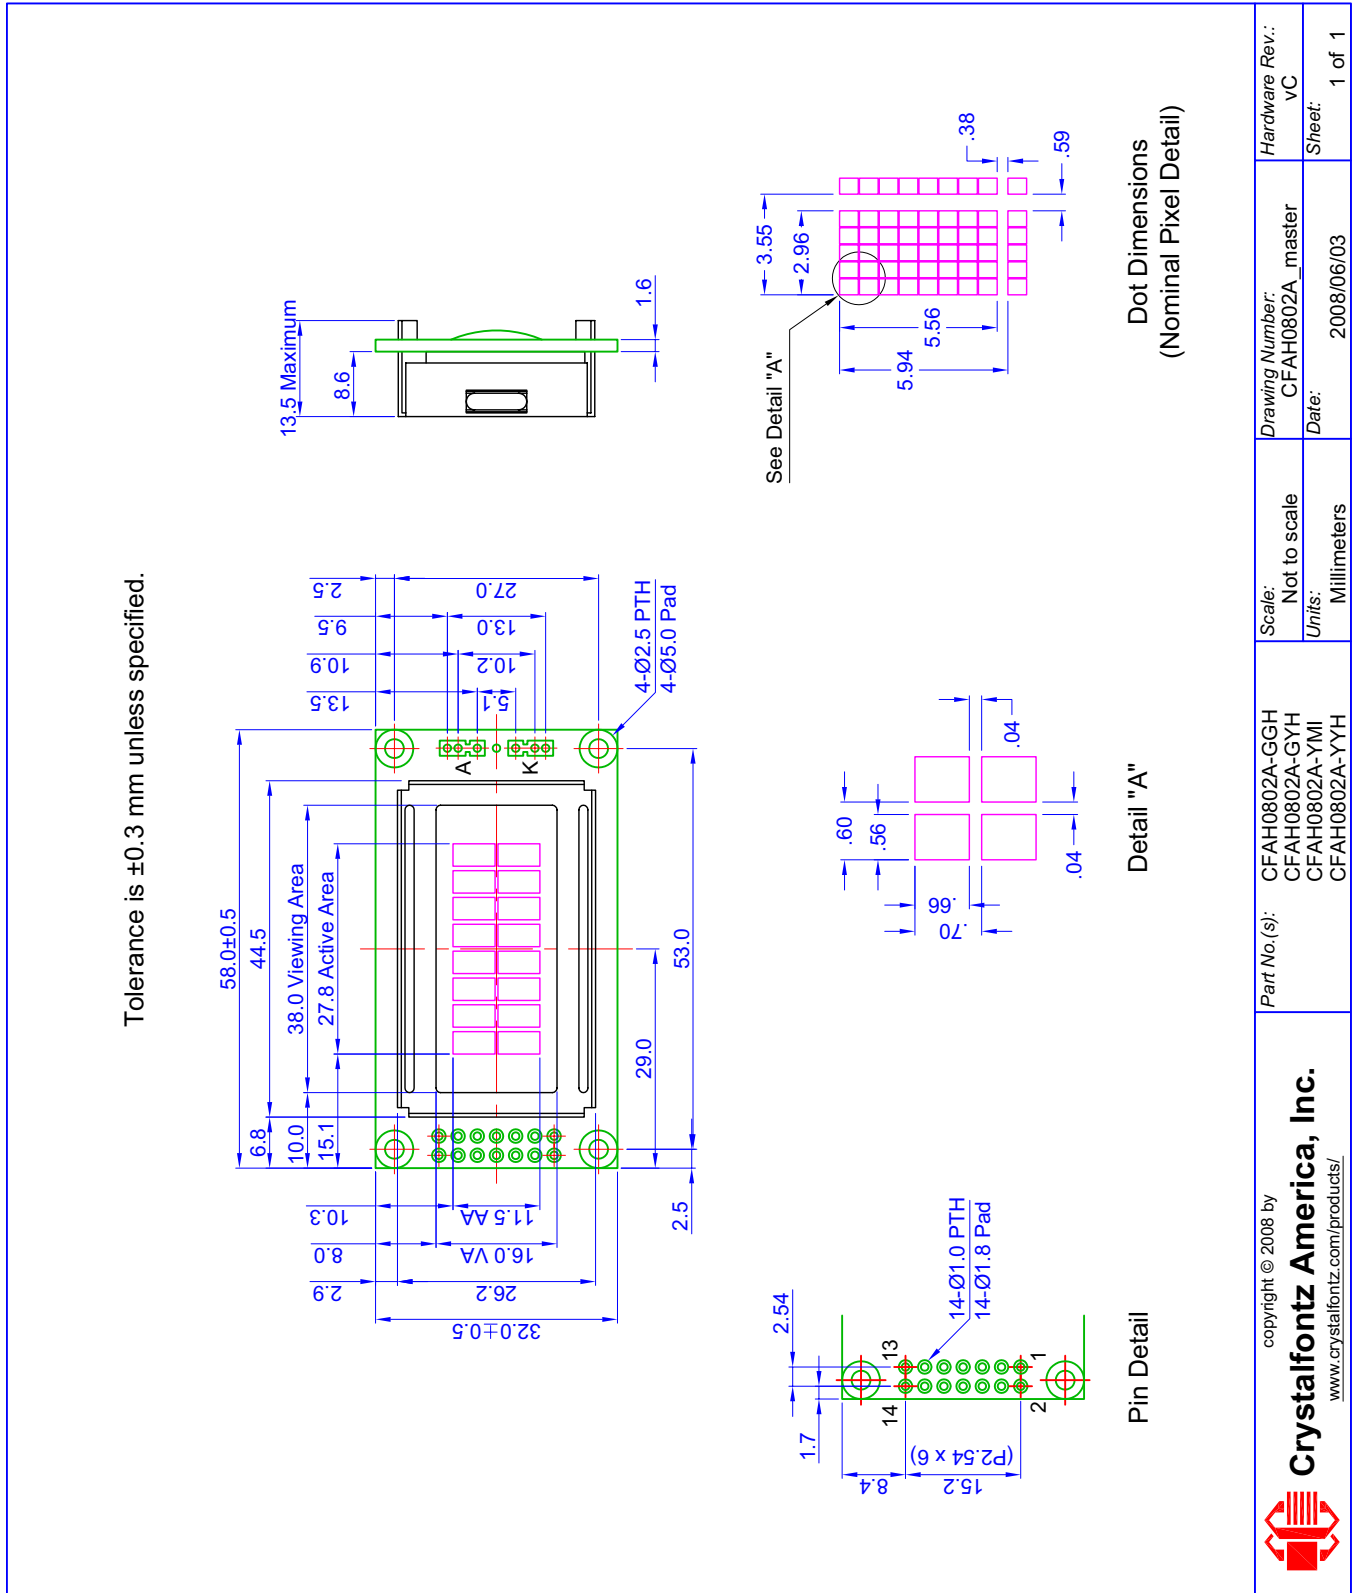 Tolerance is ±0.3 mm unless specified.
58.0±0.5
44.5
38.0 Viewing Area
27.8 Active Area
6.8
10.0
15.1
2.5
9.5
10.9
13.5
27.0
13.0
10.2
5.1
A
K
4-Ø2.5 PTH
4-Ø5.0 Pad
10.3
8.0
2.9
11.5 AA
16.0 VA
26.2
32.0±0.5
29.0
53.0
2.5
13.5 Maximum
8.6
1.6
Pin Detail
2.54
1.7
14
13
2
1
8.4
15.2
(P2.54 x 6)
14-Ø1.0 PTH
14-Ø1.8 Pad
Detail "A"
.60
.56
.66
.70
.04
.04
See Detail "A"
3.55
2.96
5.56
5.94
.38
.59
Dot Dimensions
(Nominal Pixel Detail)
copyright © 2008 by
Crystalfontz America, Inc.
www.crystalfontz.com/products/
Part No.(s):
CFAH0802A-GGH
CFAH0802A-GYH
CFAH0802A-YMI
CFAH0802A-YYH
Scale:
Not to scale
Units:
Millimeters
Drawing Number:
CFAH0802A_master
Date:
2008/06/03
Hardware Rev.:
vC
Sheet:
1 of 1